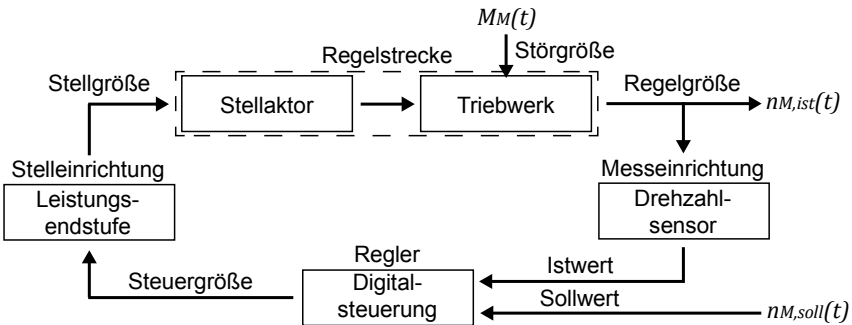 MM(t)
Regelstrecke
Störgröße
Stellgröße
Regelgröße
Stellaktor
Triebwerk
nM,ist(t)
Stelleinrichtung
Messeinrichtung
Leistungs-
endstufe
Drehzahl-
sensor
Regler
Istwert
Steuergröße
Digital-
steuerung
Sollwert
nM,soll(t)